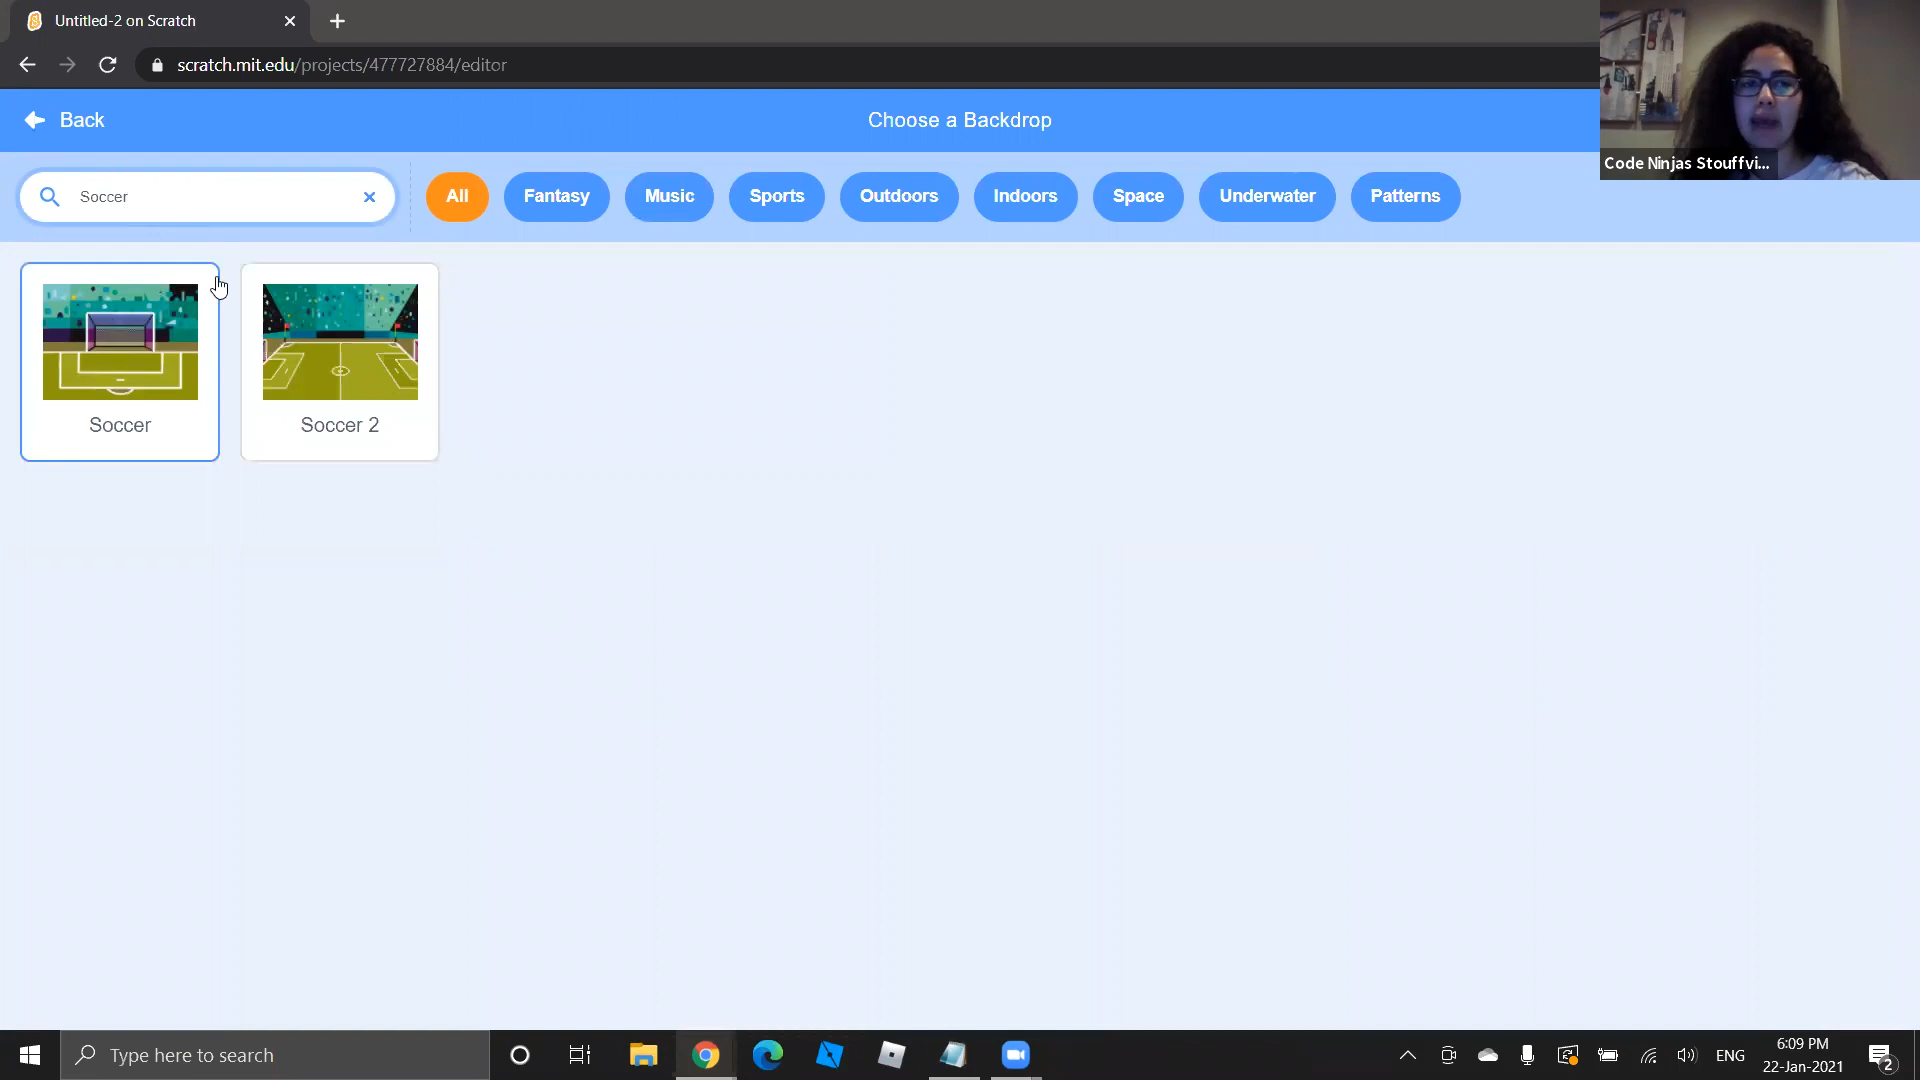 Untitled-2 on Scratch
scratch.mit.edu/projects/477727884/editor
Back
Choose a Backdrop
Code Ninjas Stouffvi...
Soccer
All
Fantasy
Music
Sports
Outdoors
Indoors
Space
Underwater
Patterns
Soccer
Soccer 2
Type here to search
ENG
6:09 PM
22-Jan-2021
2